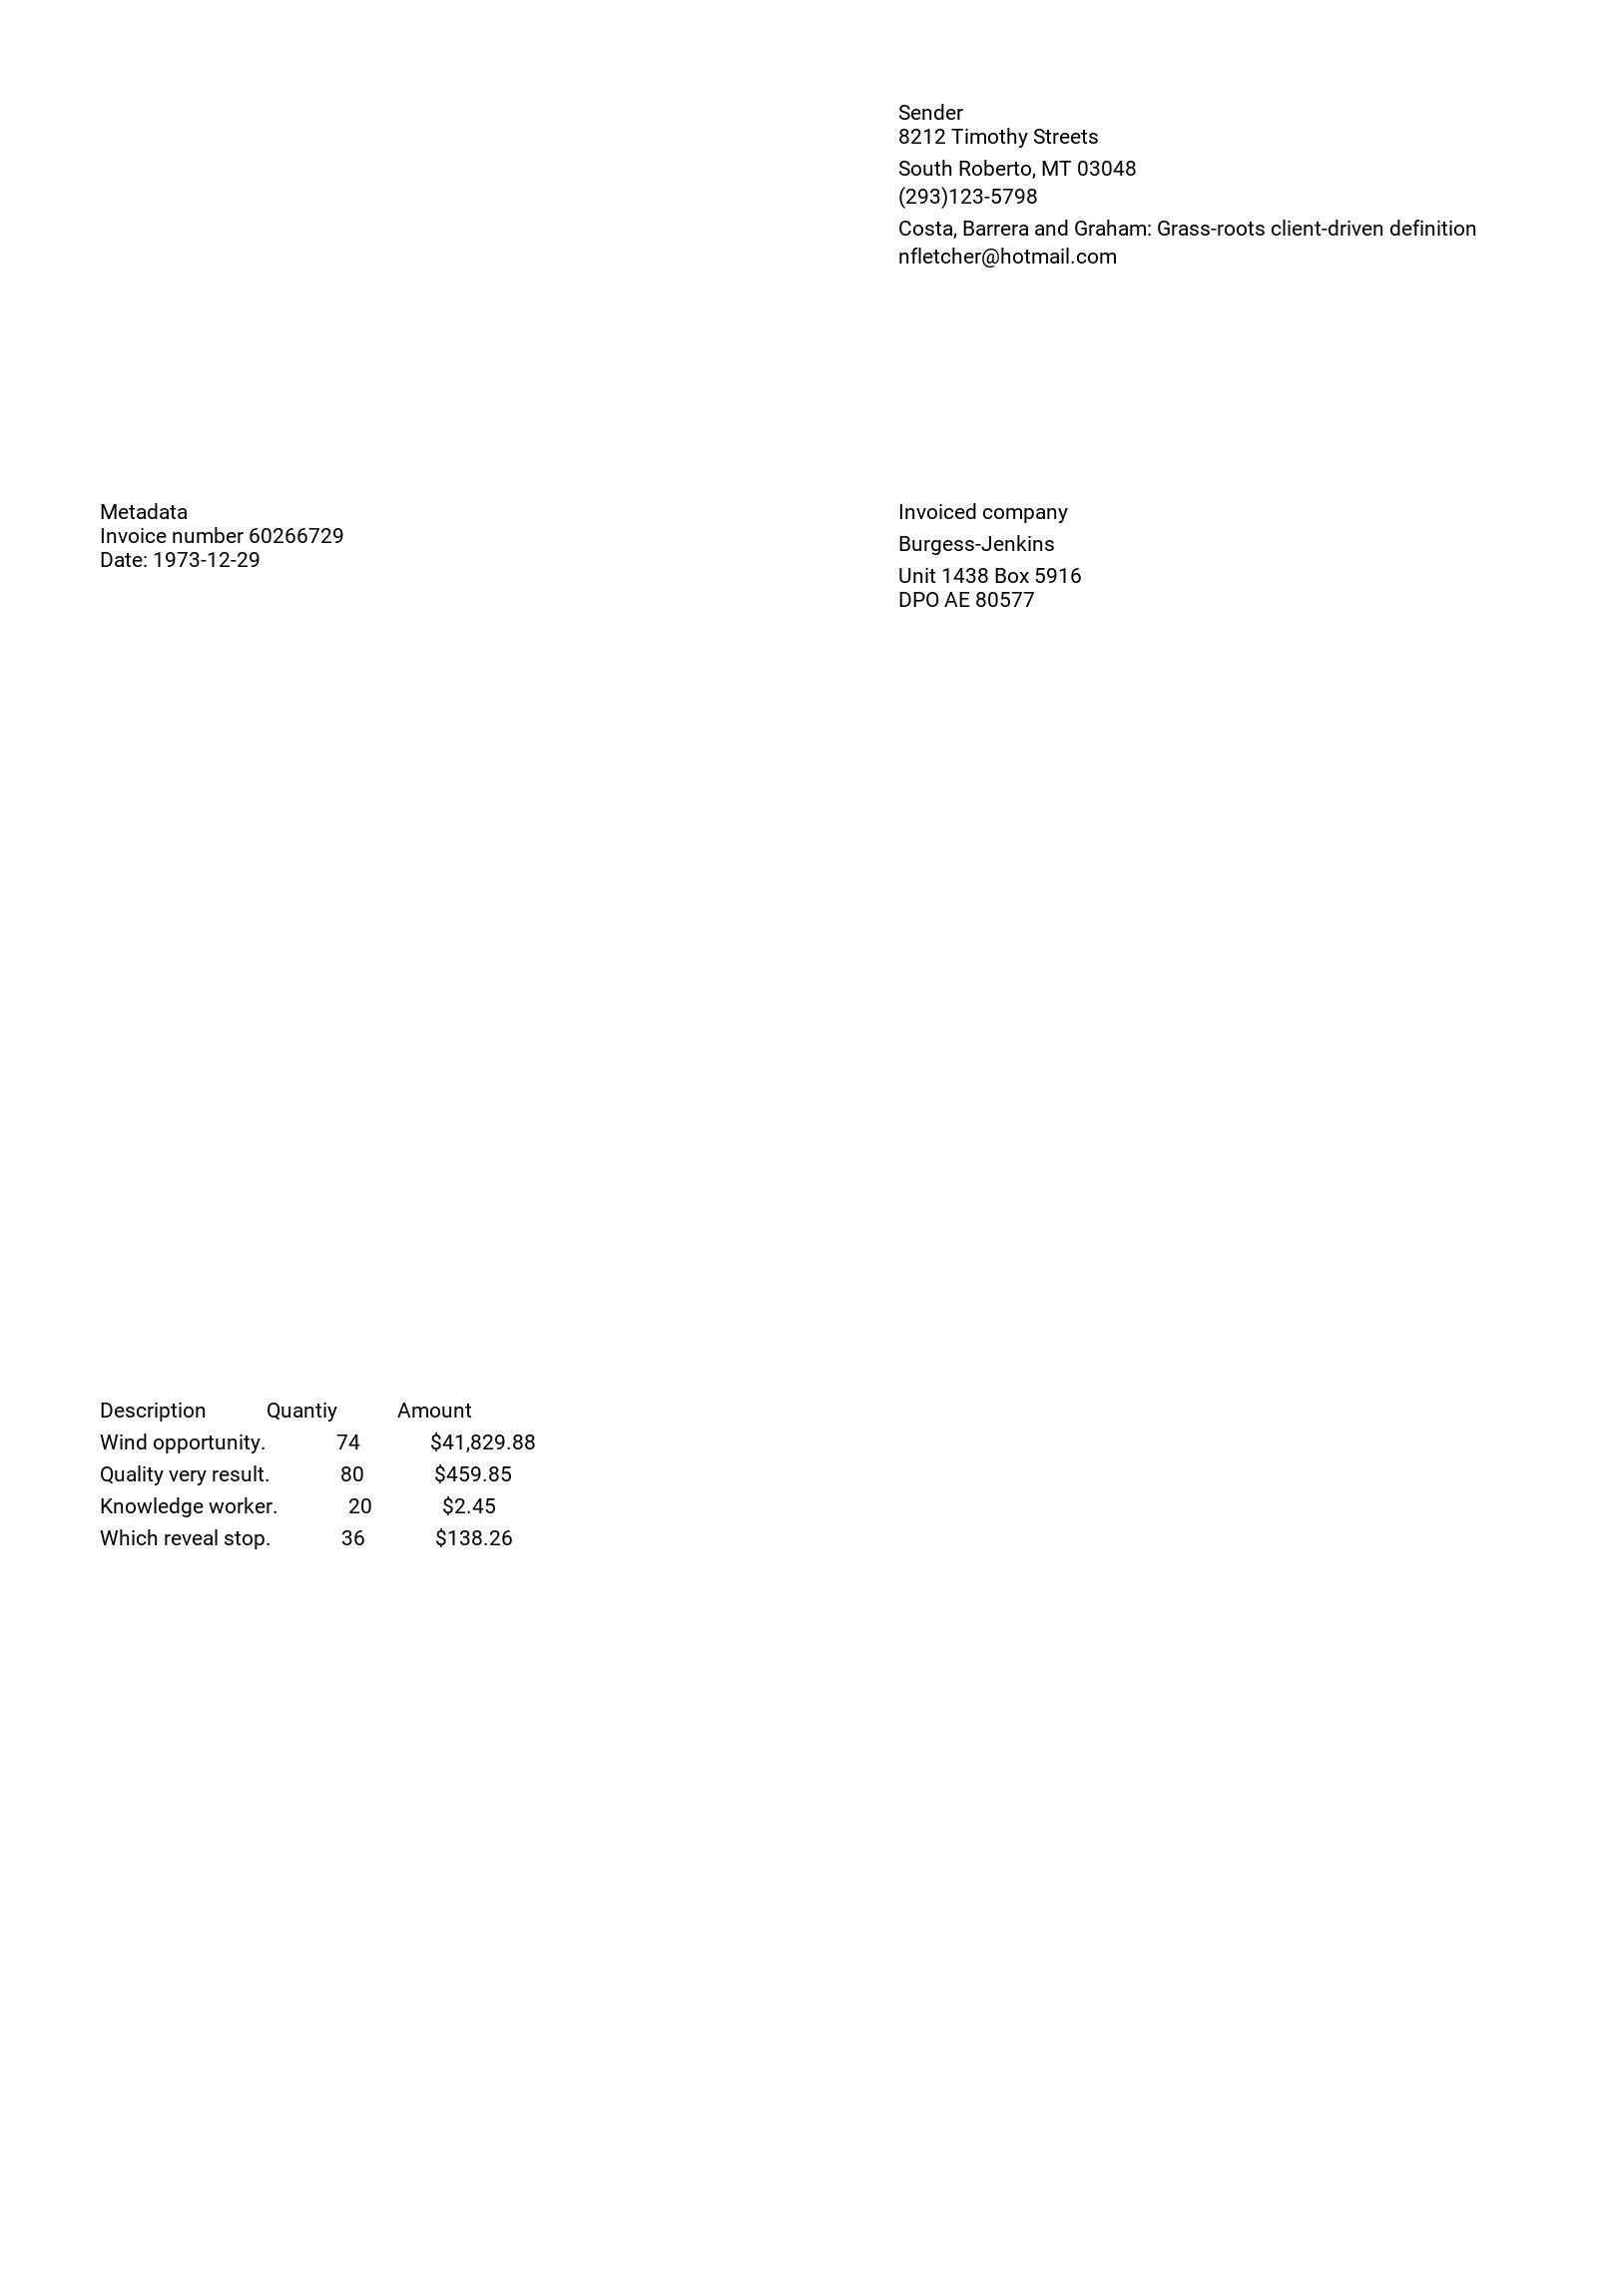 Sender
8212 Timothy Streets
South Roberto, MT 03048
(293)123-5798
Costa, Barrera and Graham: Grass-roots client-driven definition
nfletcher@hotmail.com
Metadata
Invoice number 60266729
Date: 1973-12-29
Invoiced company
Burgess-Jenkins
Unit 1438 Box 5916
DPO AE 80577
Description Quantiy Amount
Wind opportunity. 74 $41,829.88
Quality very result. 80 $459.85
Knowledge worker. 20 $2.45
Which reveal stop. 36 $138.26